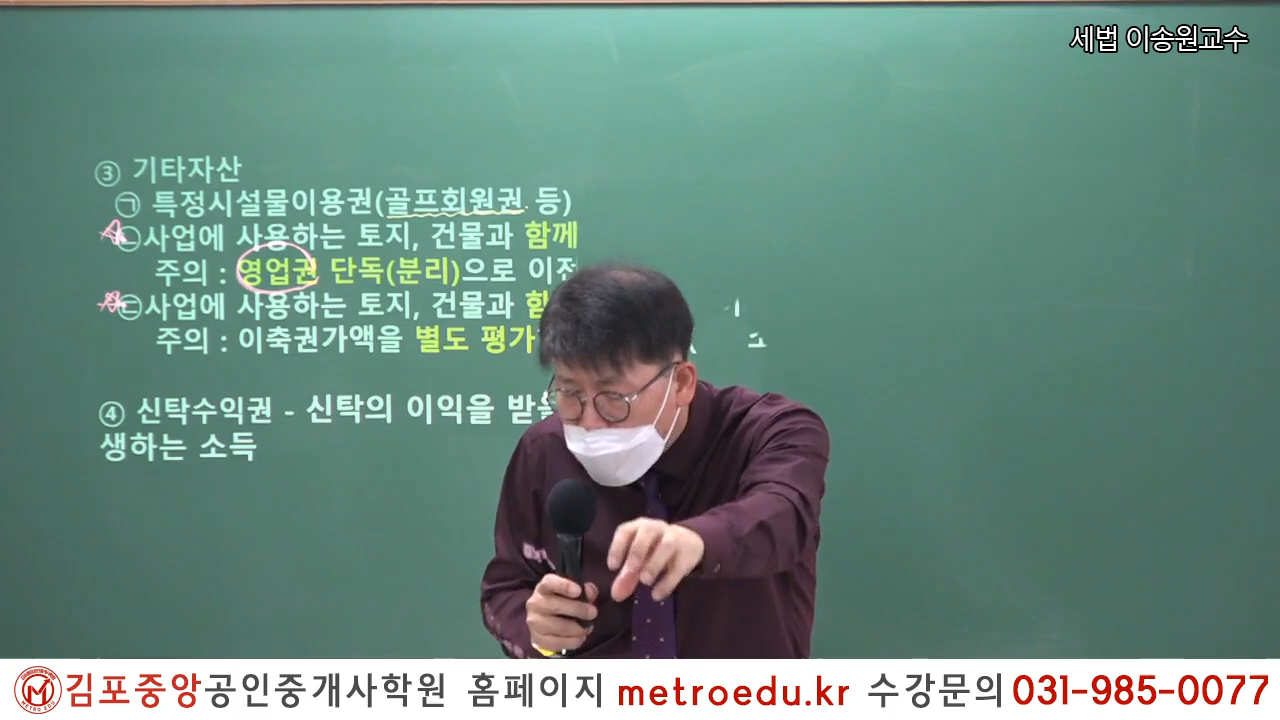 세법 이송원교수
③ 기타자산
㉠ 특정시설물이용권(골프회원권 등)
㉡사업에 사용하는 토지, 건물과 함께
주의 : 영업권 단독(분리)으로 이전
㉢사업에 사용하는 토지, 건물과
주의 : 이축권가액을 별도 평가
④ 신탁수익권 - 신탁의 이익을 받을
생하는 소득
METRO EDU
김포중앙공인중개사학원 홈페이지 metroedu.kr 수강문의 031-985-0077